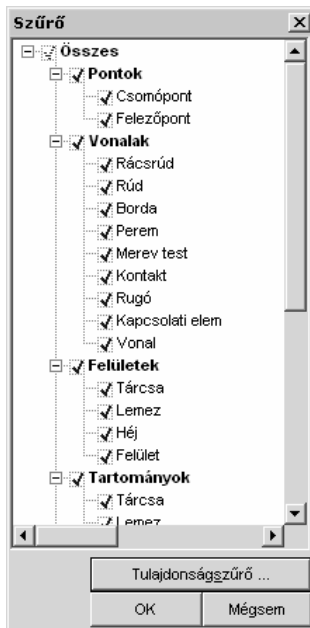 Szűrő
Összes
Pontok
Csomópont
Felezőpont
Vonalak
Rácsrúd
Rúd
Borda
Perem
Merev test
Kontakt
Rugó
Kapcsolati elem
Vonal
Felületek
Tárcsa
Lemez
Héj
Felület
Tartományok
Tárcsa
Lemez
Tulajdonságszűrő ...
OK Mégsem